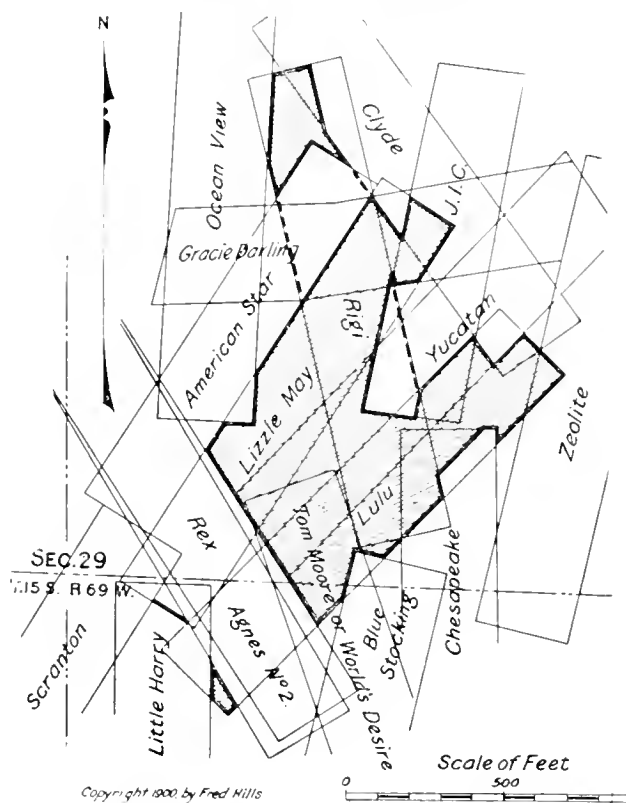 N
Ocean View
Clyde
J.I.C.
Gracie Darling
American Star
Rigi
Yucatan
Lizzie May
Zeolite
Lulu
Tom Moore or World's Desire
Rex
SEC. 29
T.15 S. R 69 W.
Blue
Stocking
Chesapeake
Agnes No 2.
Scranton
Little Harry
Scale of Feet
0 500
Copyright 1900, by Fred Hills